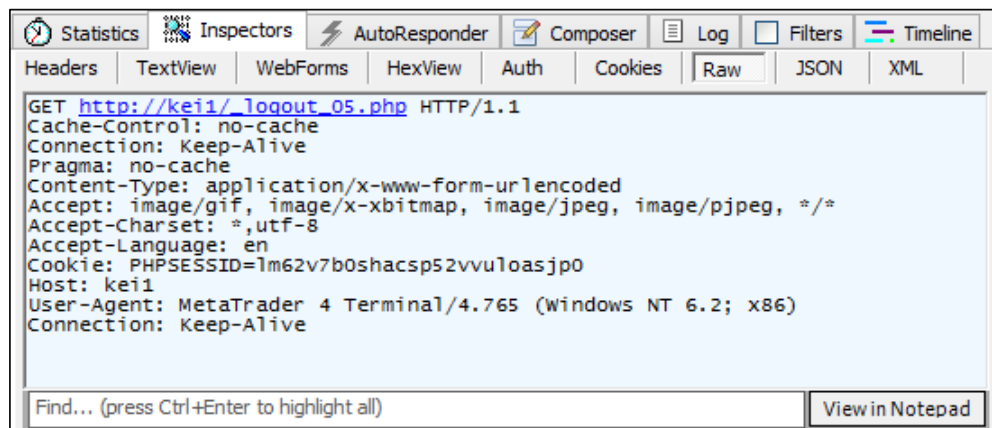 Statistics Inspectors AutoResponder Composer Log Filters Timeline
Headers TextView WebForms HexView Auth Cookies Raw JSON XML
GET http://kei1/_logout_05.php HTTP/1.1
Cache-Control: no-cache
Connection: Keep-Alive
Pragma: no-cache
Content-Type: application/x-www-form-urlencoded
Accept: image/gif, image/x-xbitmap, image/jpeg, image/pjpeg, */*
Accept-Charset: *,utf-8
Accept-Language: en
Cookie: PHPSESSID=lm62v7b0shacsp52vvuloasjp0
Host: kei1
User-Agent: MetaTrader 4 Terminal/4.765 (Windows NT 6.2; x86)
Connection: Keep-Alive
Find... (press Ctrl+Enter to highlight all) View in Notepad